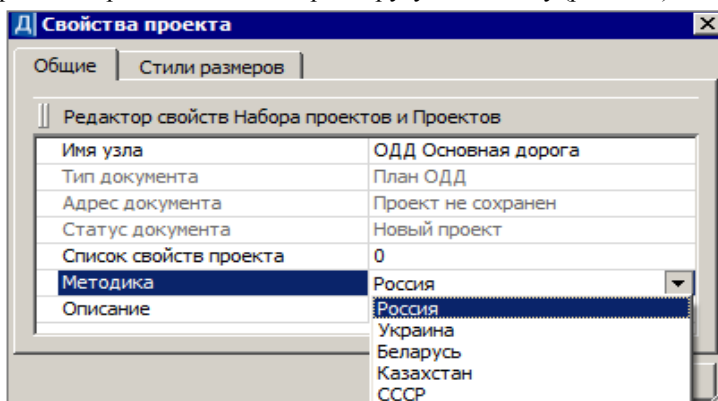 Д Свойства проекта
Общие Стили размеров
Редактор свойств Набора проектов и Проектов
Имя узла ОДД Основная дорога
Тип документа План ОДД
Адрес документа Проект не сохранен
Статус документа Новый проект
Список свойств проекта 0
Методика Россия
Описание Россия
Украина
Беларусь
Казахстан
СССР